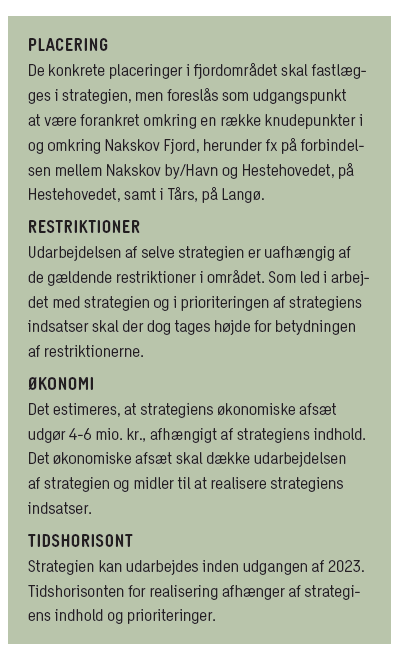 PLACERING
De konkrete placeringer i fjordområdet skal fastlæg-
ges i strategien, men foreslås som udgangspunkt
at være forankret omkring en række knudepunkter i
og omkring Nakskov Fjord, herunder fx på forbindel-
sen mellem Nakskov by/Havn og Hestehovedet, på
Hestehovedet, samt i Tårs, på Langø.
RESTRIKTIONER
Udarbejdelsen af selve strategien er uafhængig af
de gældende restriktioner i området. Som led i arbej-
det med strategien og i prioriteringen af strategiens
indsatser skal der dog tages højde for betydningen
af restriktionerne.
ØKONOMI
Det estimeres, at strategiens økonomiske afsæt
udgør 4-6 mio. kr., afhængigt af strategiens indhold.
Det økonomiske afsæt skal dække udarbejdelsen
af strategien og midler til at realisere strategiens
indsatser.
TIDSHORISONT
Strategien kan udarbejdes inden udgangen af 2023.
Tidshorisonten for realisering afhænger af strategi-
ens indhold og prioriteringer.